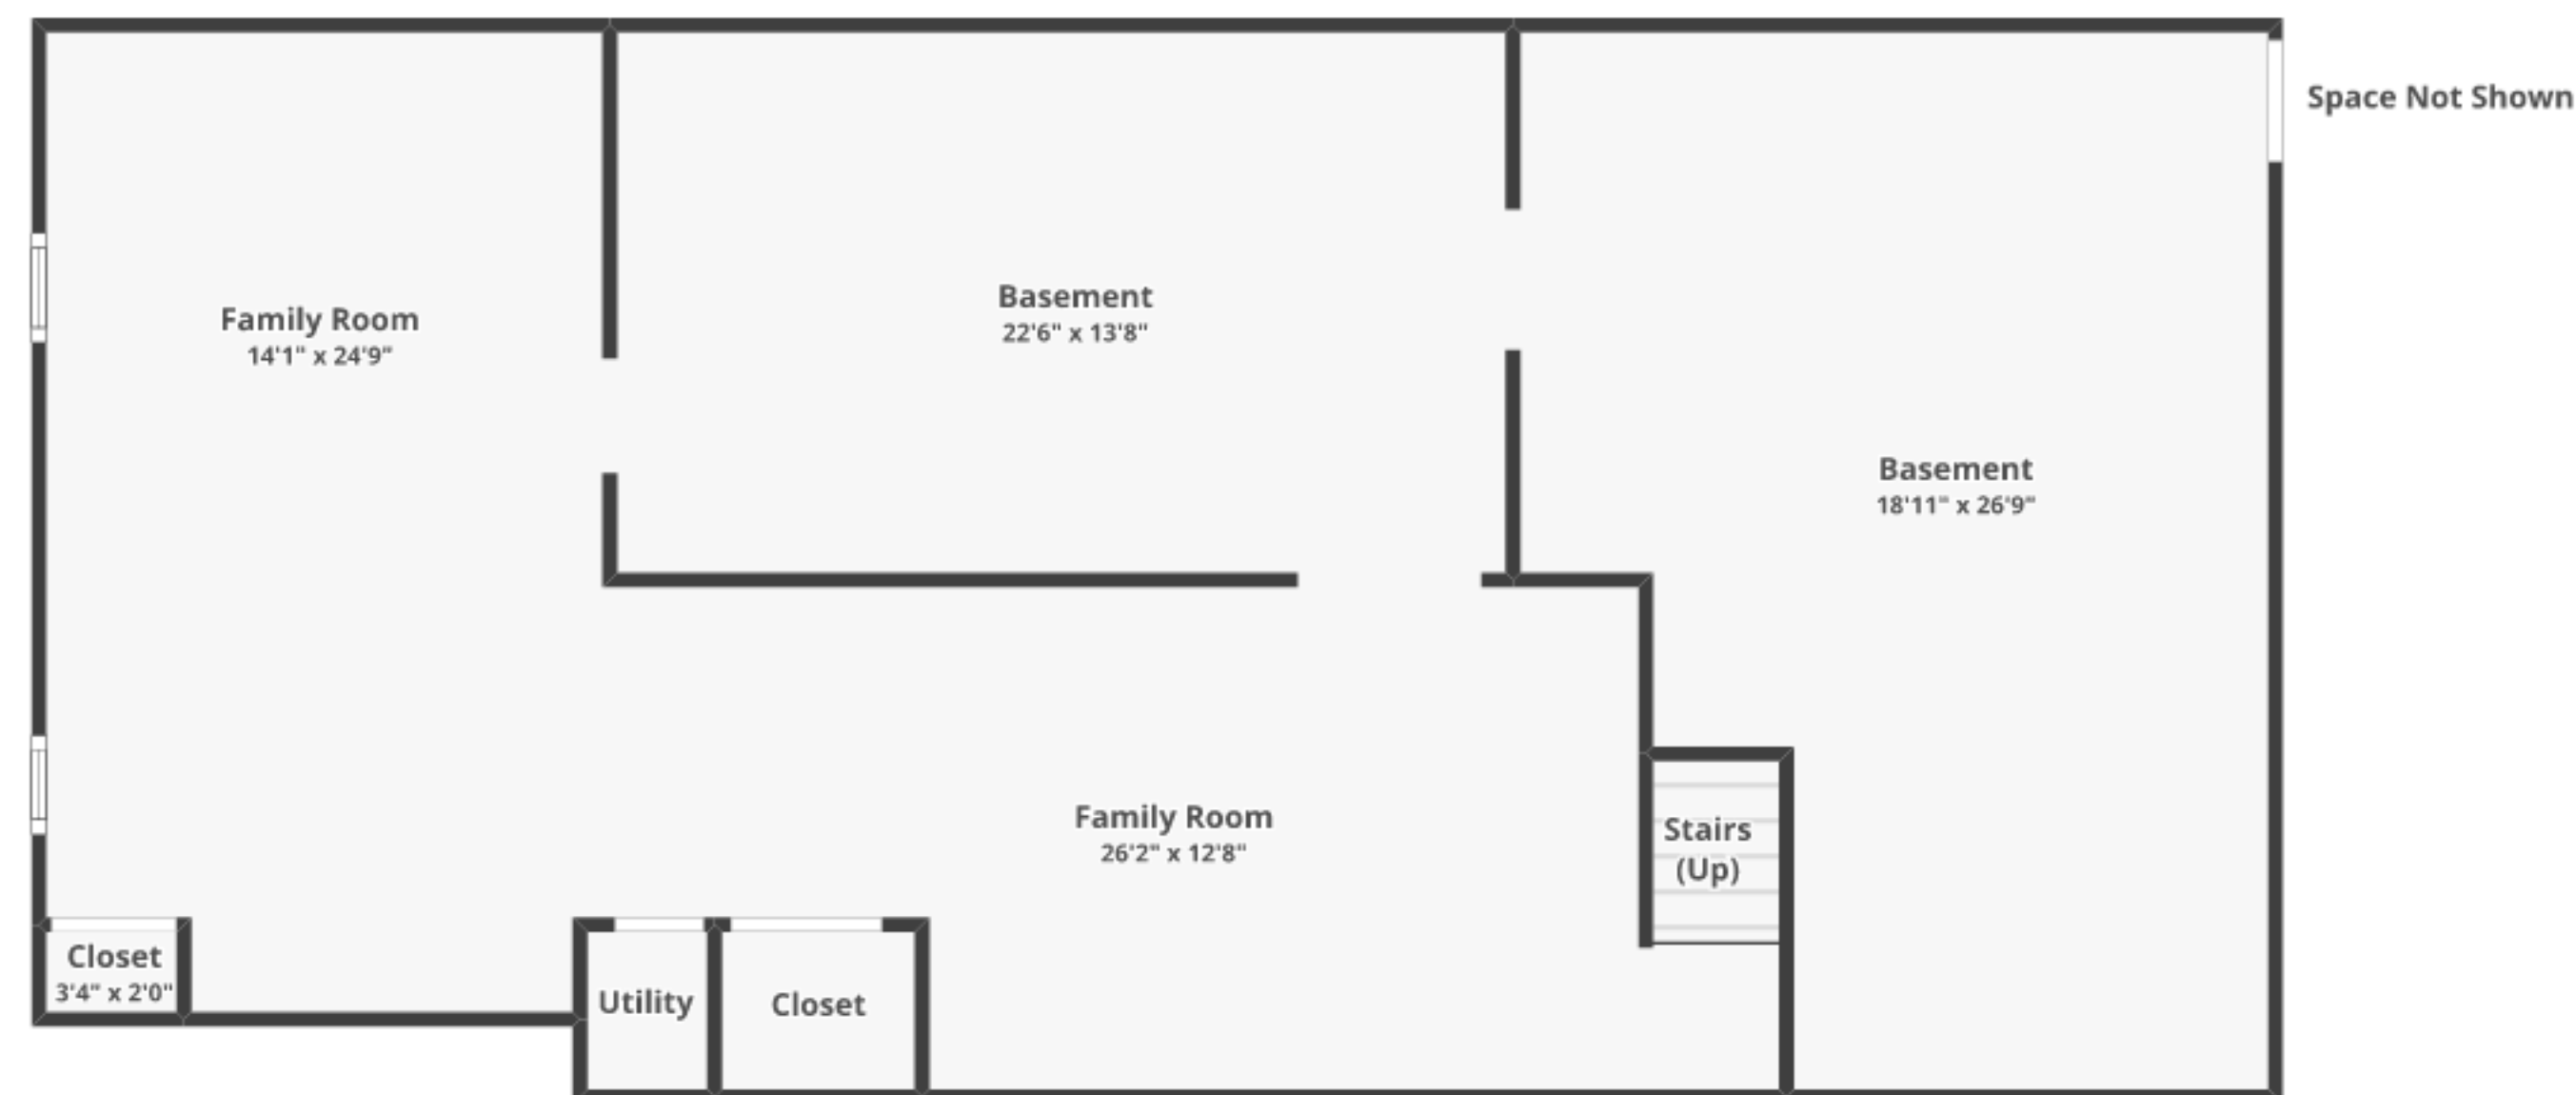 Space Not Shown
Family Room
14'1" x 24'9"
Basement
22'6" x 13'8"
Basement
18'11" x 26'9"
Family Room
26'2" x 12'8"
Stairs
(Up)
Closet
3'4" x 2'0"
Utility
Closet